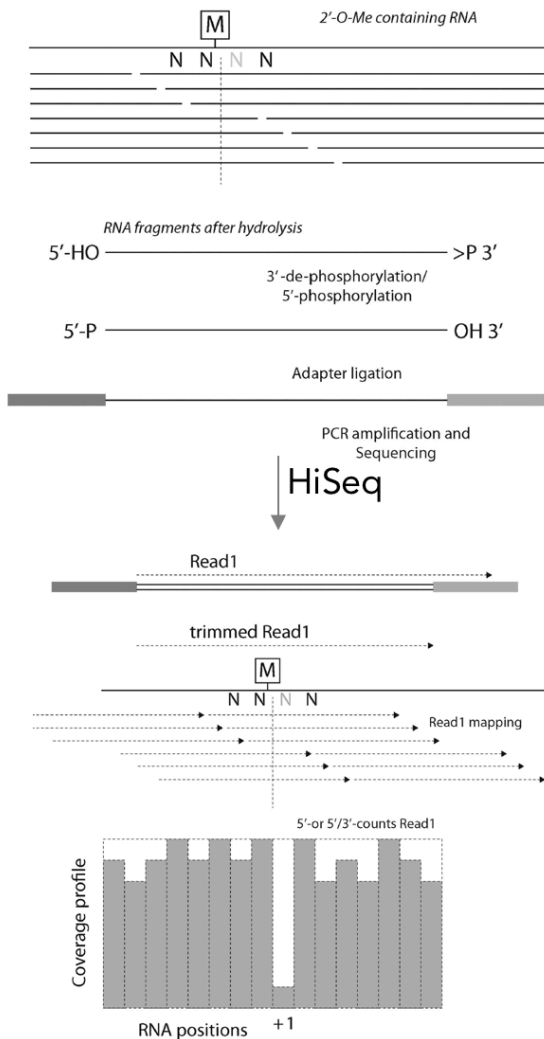 2′-O-Me containing RNA
M
N N N N
RNA fragments after hydrolysis
5′-HO >P 3′
3′-de-phosphorylation/
5′-phosphorylation
5′-P OH 3′
Adapter ligation
PCR amplification and
Sequencing
HiSeq
Read1
trimmed Read1
M
N N N N
Read1 mapping
5′-or 5′/3′-counts Read1
Coverage profile
RNA positions +1